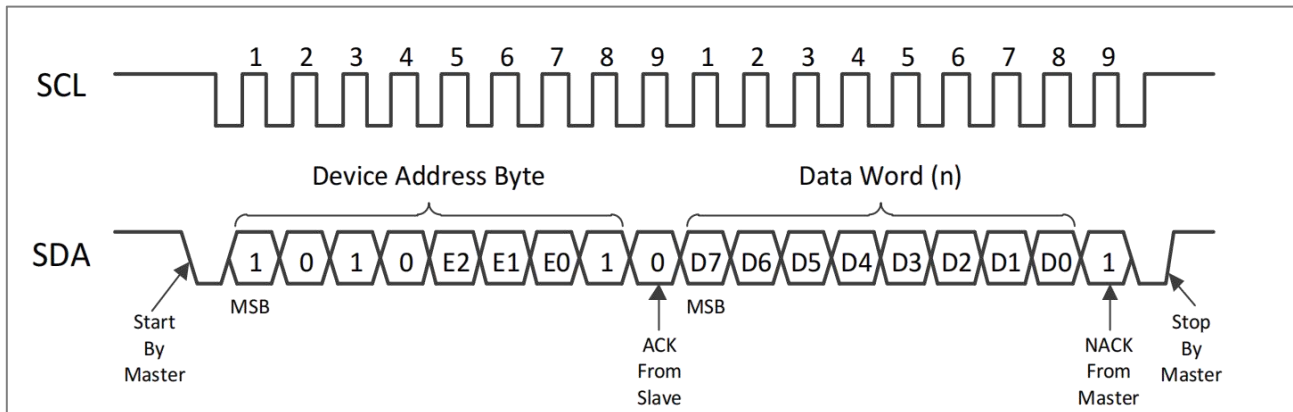 1 2 3 4 5 6 7 8 9 1 2 3 4 5 6 7 8 9
SCL
Device Address Byte Data Word (n)
SDA
1 0 1 0 E2 E1 E0 1 0 D7 D6 D5 D4 D3 D2 D1 D0 1
MSB MSB
Start
By
Master
ACK
From
Slave
NACK
From
Master
Stop
By
Master